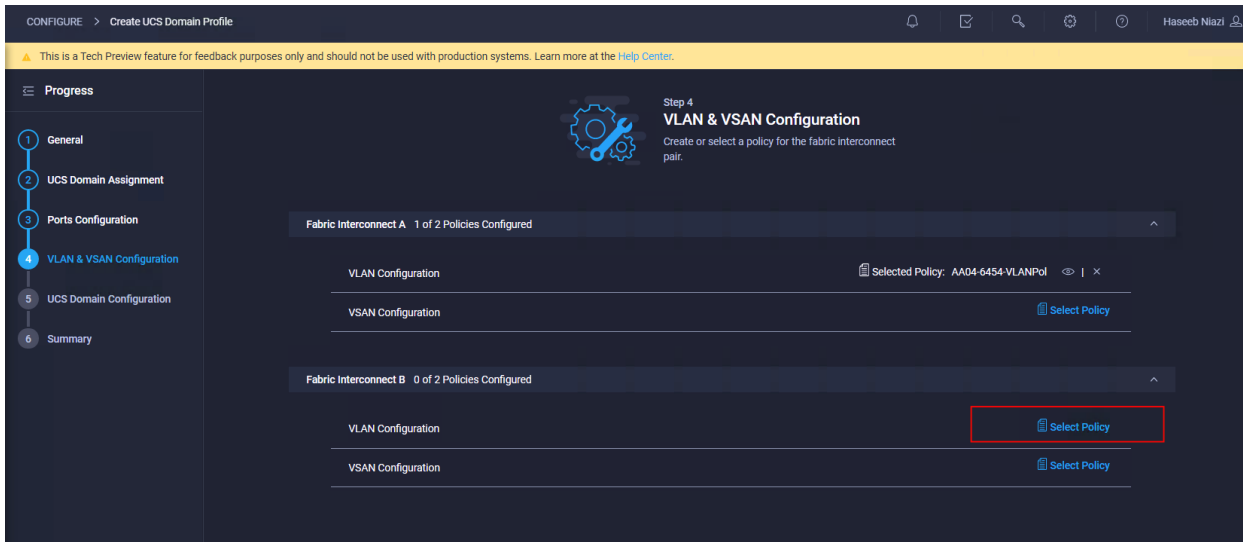 CONFIGURE > Create UCS Domain Profile
Haseeb Niazi
This is a Tech Preview feature for feedback purposes only and should not be used with production systems. Learn more at the Help Center.
Progress
1 General
2 UCS Domain Assignment
3 Ports Configuration
4 VLAN & VSAN Configuration
5 UCS Domain Configuration
6 Summary
Step 4
VLAN & VSAN Configuration
Create or select a policy for the fabric interconnect
pair.
Fabric Interconnect A 1 of 2 Policies Configured
VLAN Configuration Selected Policy: AA04-6454-VLANPol | ×
VSAN Configuration Select Policy
Fabric Interconnect B 0 of 2 Policies Configured
VLAN Configuration Select Policy
VSAN Configuration Select Policy